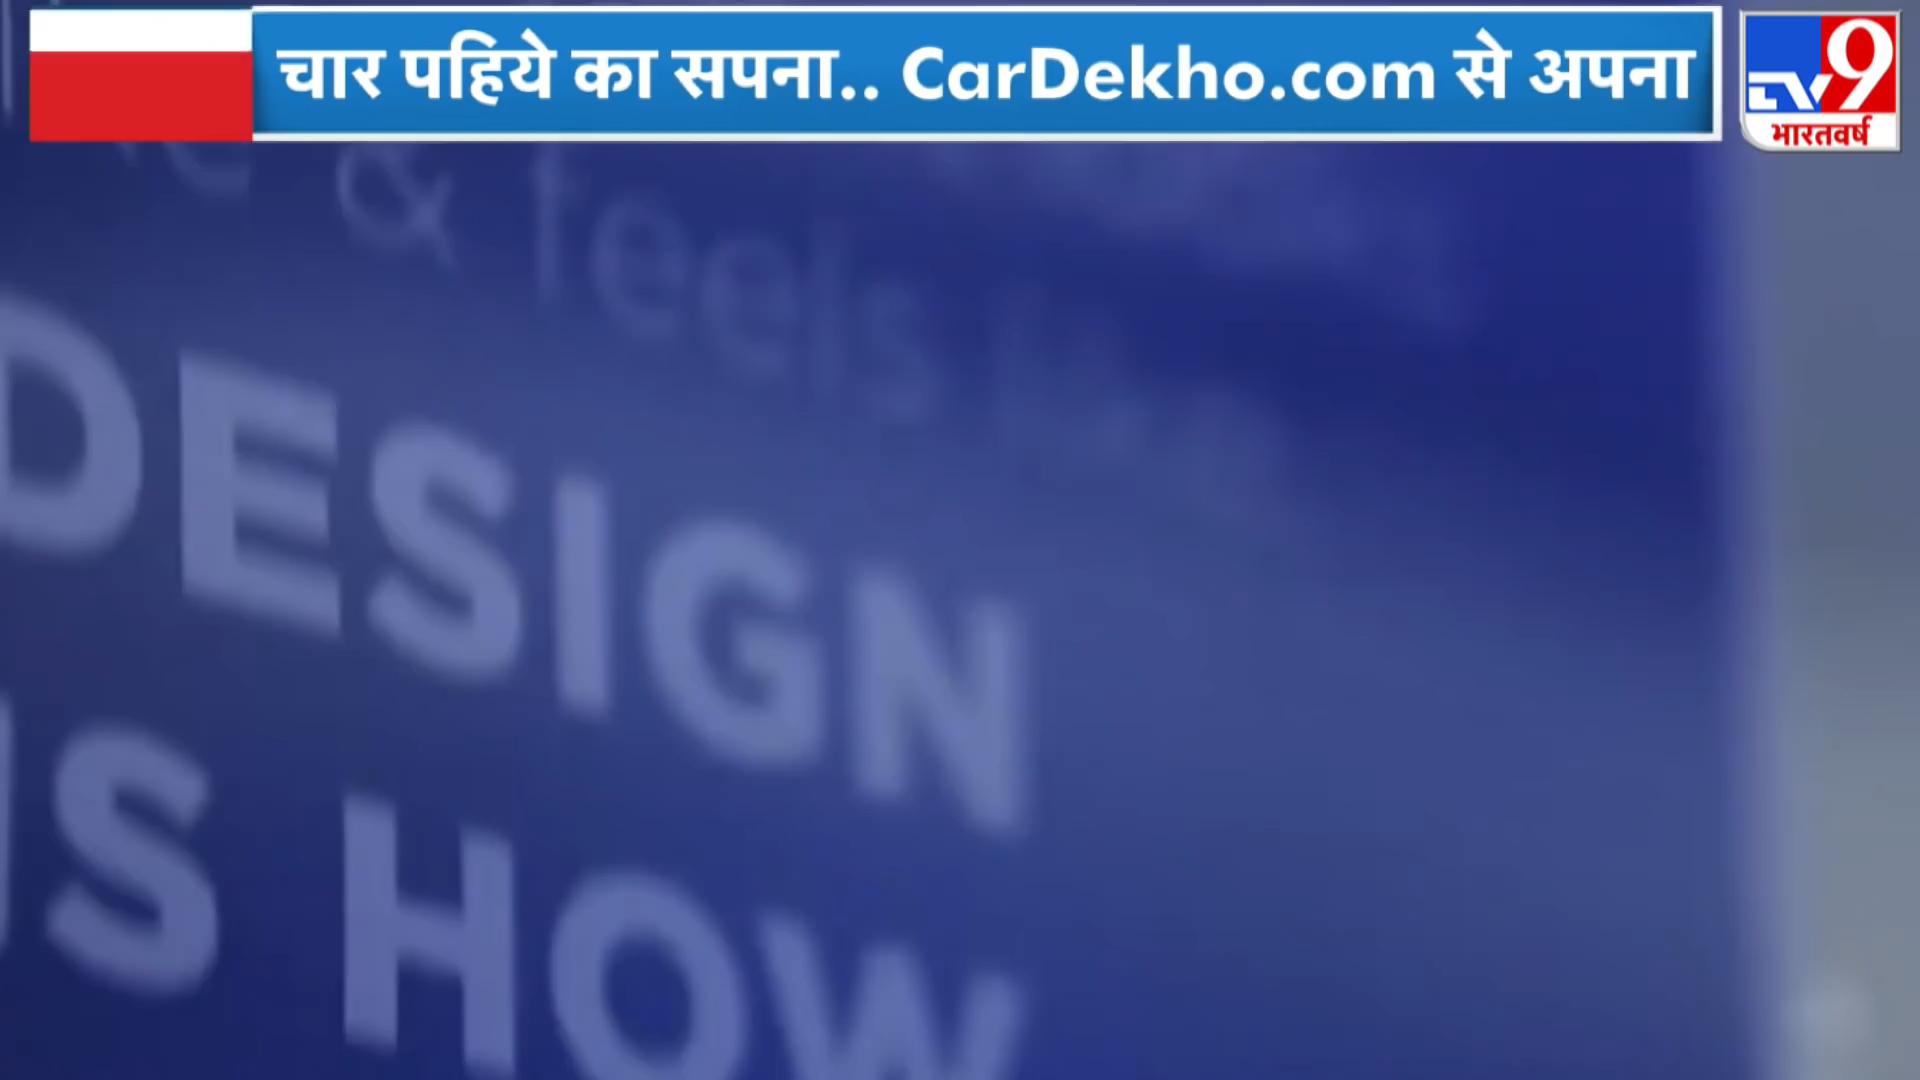 चार पहिये का सपना.. CarDekho.com से अपना
TV9
भारतवर्ष
& feels
DESIGN
HOW